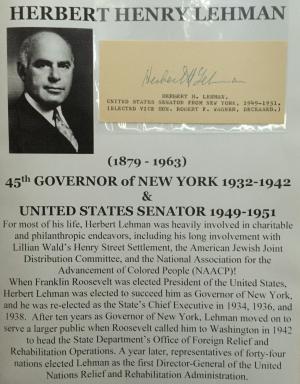 HERBERT HENRY LEHMAN
Herbert H Lehman
HERBERT H. LEHMAN,
UNITED STATES SENATOR FROM NEW YORK, 1949-1951.
(ELECTED VICE HON. ROBERT F. WAGNER, DECEASED.)
(1879 - 1963)
45th GOVERNOR of NEW YORK 1932-1942
&
UNITED STATES SENATOR 1949-1951
For most of his life, Herbert Lehman was heavily involved in charitable
and philanthropic endeavors, including his long involvement with
Lillian Wald's Henry Street Settlement, the American Jewish Joint
Distribution Committee, and the National Association for the
Advancement of Colored People (NAACP)!
When Franklin Roosevelt was elected President of the United States,
Herbert Lehman was elected to succeed him as Governor of New York,
and he was re-elected as the State's Chief Executive in 1934, 1936, and
1938. After ten years as Governor of New York, Lehman moved on to
serve a larger public when Roosevelt called him to Washington in 1942
to head the State Department's Office of Foreign Relief and
Rehabilitation Operations. A year later, representatives of forty-four
nations elected Lehman as the first Director-General of the United
Nations Relief and Rehabilitation Administration.